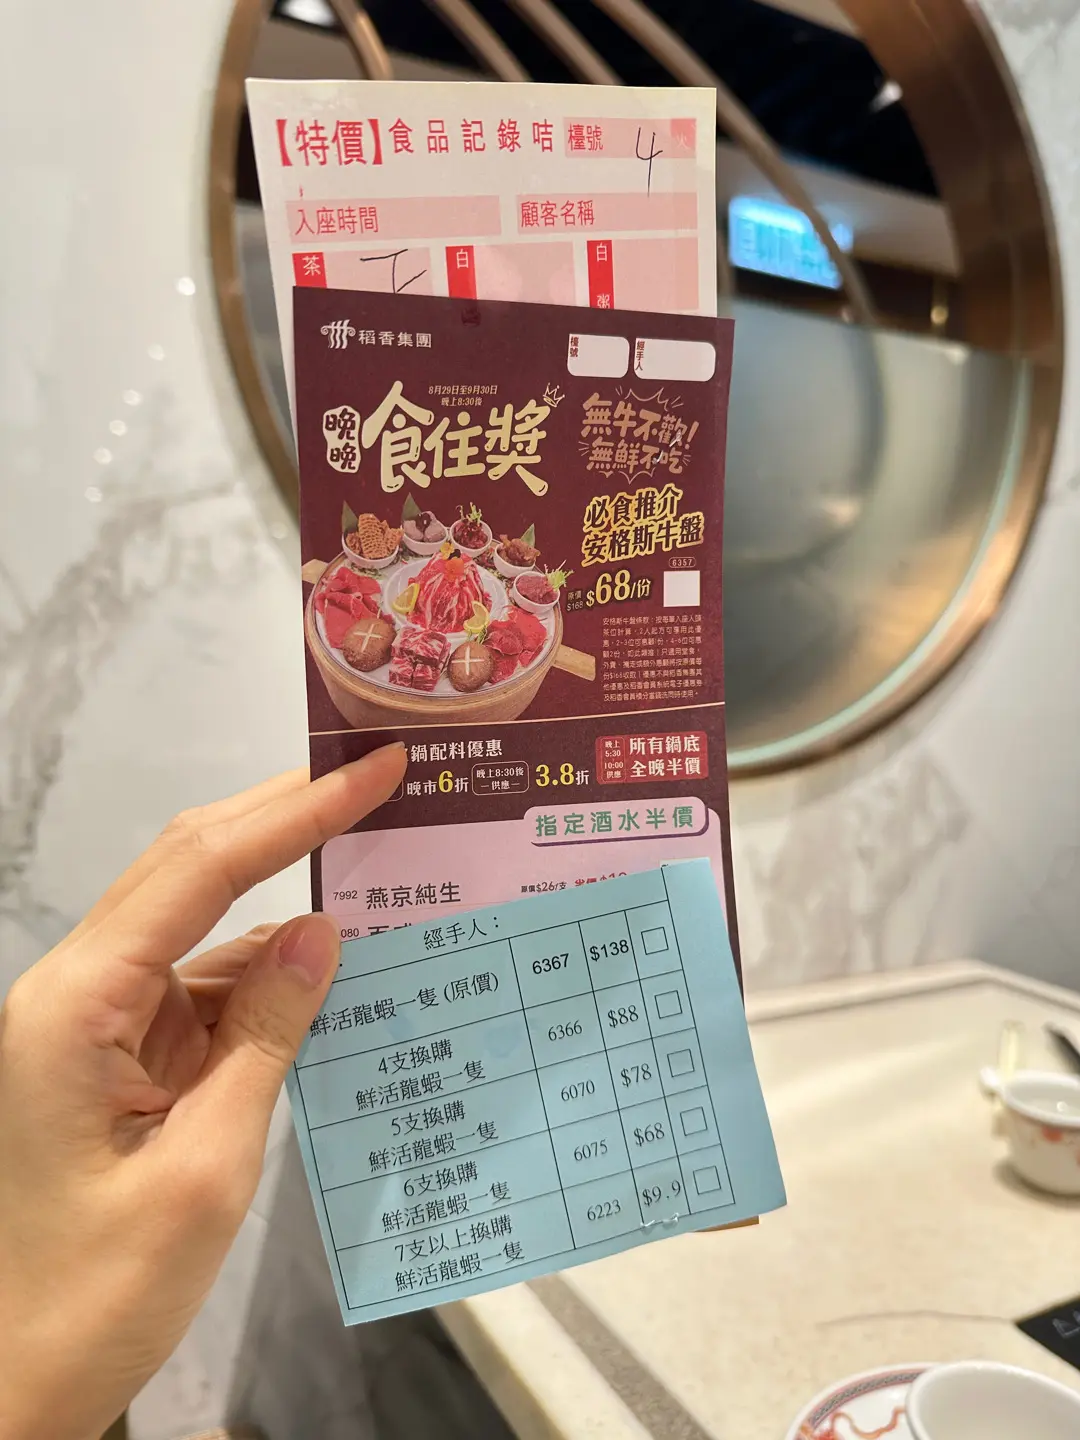 【特價】食品記錄咭
檯號 4
入座時間
顧客名稱
茶
白
白粥
稻香集團
檯號
經手人
8月29日至9月30日
晚上8:30後
晚晚食住獎
無牛不歡!
無鮮不吃
必食推介
安格斯牛盤
6357
原價
$168
$68/份
鍋配料優惠
晚市6折
晚上8:30後
供應
3.8折
晚上
5:30
10:00
供應
所有鍋底
全晚半價
指定酒水半價
7992 燕京純生 原價$26/支
080
經手人：
鮮活龍蝦一隻(原價) 6367 $138
4支換購
鮮活龍蝦一隻 6366 $88
5支換購
鮮活龍蝦一隻 6070 $78
6支換購
鮮活龍蝦一隻 6075 $68
7支以上換購
鮮活龍蝦一隻 6223 $9.9